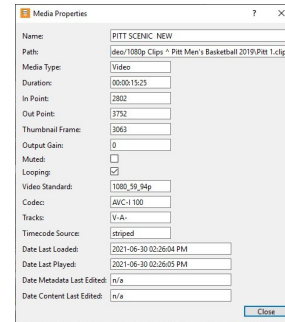 Media Properties ? X
Name: PITT SCENIC NEW
Path: deo/1080p Clips ^ Pitt Men's Basketball 2019\Pitt 1.clip
Media Type: Video
Duration: 00:00:15:25
In Point: 2802
Out Point: 3752
Thumbnail Frame: 3063
Output Gain: 0
Muted:
Looping:
Video Standard: 1080_59_94p
Codec: AVC-I 100
Tracks: V-A-
Timecode Source: striped
Date Last Loaded: 2021-06-30 02:26:04 PM
Date Last Played: 2021-06-30 02:26:05 PM
Date Metadata Last Edited: n/a
Date Content Last Edited: n/a
Close